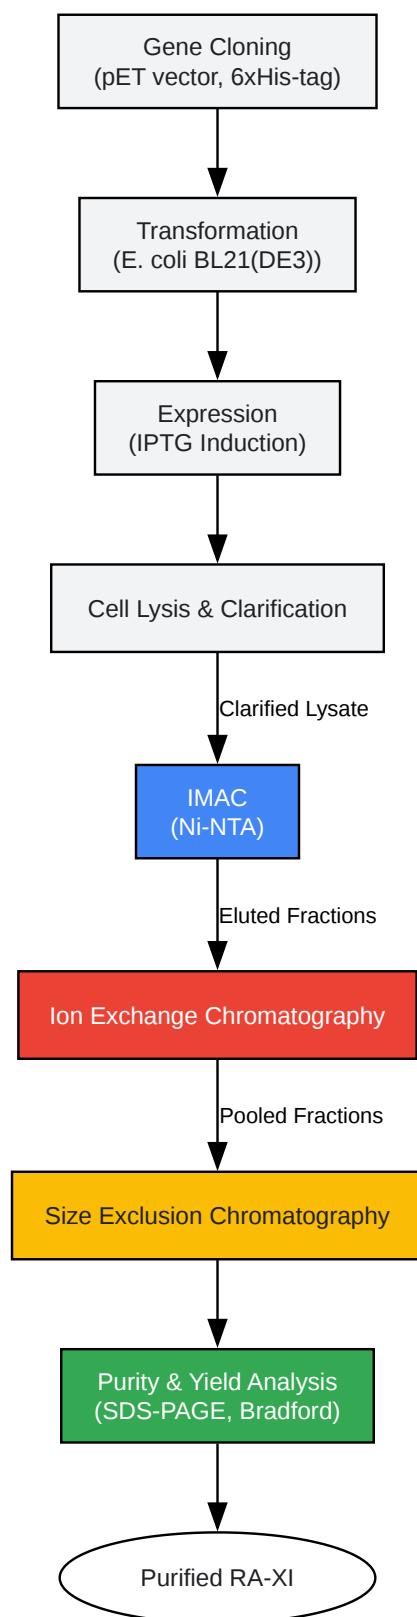 Gene Cloning
(pET vector, 6xHis-tag)
Transformation
(E. coli BL21(DE3))
Expression
(IPTG Induction)
Cell Lysis & Clarification
Clarified Lysate
IMAC
(Ni-NTA)
Eluted Fractions
Ion Exchange Chromatography
Pooled Fractions
Size Exclusion Chromatography
Purity & Yield Analysis
(SDS-PAGE, Bradford)
Purified RA-XI